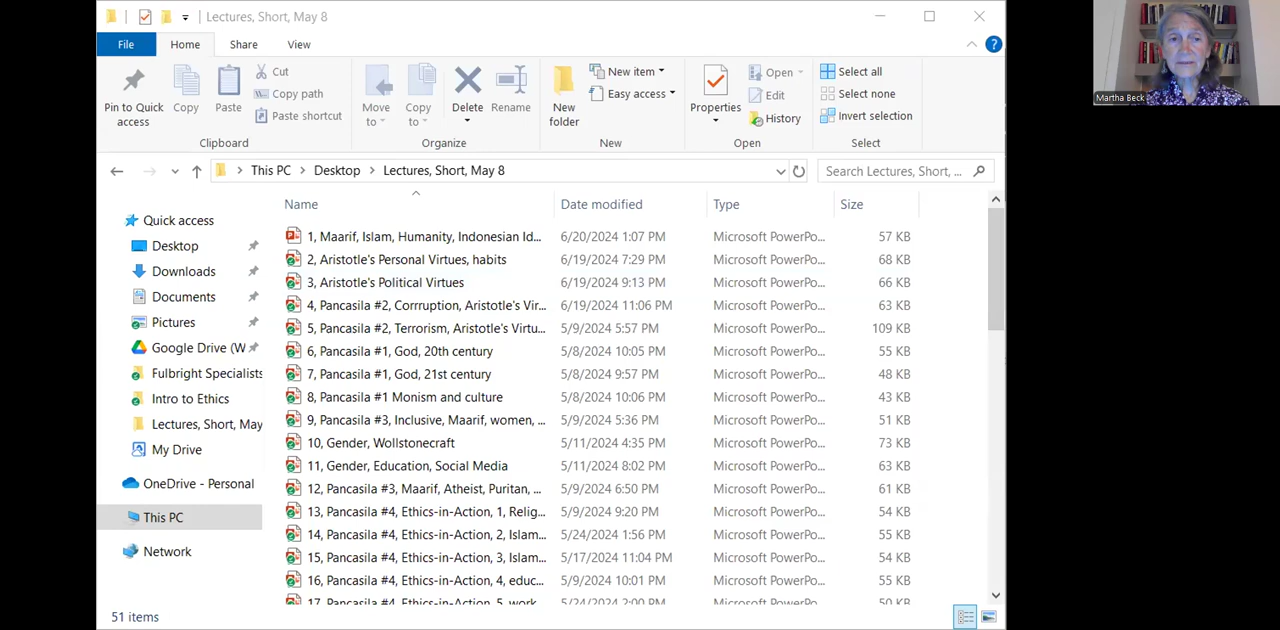 Lectures, Short, May 8
File Home Share View
Pin to Quick access
Copy
Paste
Cut
Copy path
Paste shortcut
Clipboard
Move to
Copy to
Delete
Rename
Organize
New folder
New item
Easy access
New
Properties
Open
Edit
History
Open
Select all
Select none
Invert selection
Select
This PC > Desktop > Lectures, Short, May 8
Search Lectures, Short, ...
Name Date modified Type Size
Quick access
Desktop
Downloads
Documents
Pictures
Google Drive (W
Fulbright Specialists
Intro to Ethics
Lectures, Short, May
My Drive
OneDrive - Personal
This PC
Network
1, Maarif, Islam, Humanity, Indonesian Id... 6/20/2024 1:07 PM Microsoft PowerPo... 57 KB
2, Aristotle's Personal Virtues, habits 6/19/2024 7:29 PM Microsoft PowerPo... 68 KB
3, Aristotle's Political Virtues 6/19/2024 9:13 PM Microsoft PowerPo... 66 KB
4, Pancasila #2, Corrruption, Aristotle's Vir... 6/19/2024 11:06 PM Microsoft PowerPo... 63 KB
5, Pancasila #2, Terrorism, Aristotle's Virtu... 5/9/2024 5:57 PM Microsoft PowerPo... 109 KB
6, Pancasila #1, God, 20th century 5/8/2024 10:05 PM Microsoft PowerPo... 55 KB
7, Pancasila #1, God, 21st century 5/8/2024 9:57 PM Microsoft PowerPo... 48 KB
8, Pancasila #1 Monism and culture 5/8/2024 10:06 PM Microsoft PowerPo... 43 KB
9, Pancasila #3, Inclusive, Maarif, women, ... 5/9/2024 5:36 PM Microsoft PowerPo... 51 KB
10, Gender, Wollstonecraft 5/11/2024 4:35 PM Microsoft PowerPo... 73 KB
11, Gender, Education, Social Media 5/11/2024 8:02 PM Microsoft PowerPo... 63 KB
12, Pancasila #3, Maarif, Atheist, Puritan, ... 5/9/2024 6:50 PM Microsoft PowerPo... 61 KB
13, Pancasila #4, Ethics-in-Action, 1, Relig... 5/9/2024 9:20 PM Microsoft PowerPo... 54 KB
14, Pancasila #4, Ethics-in-Action, 2, Islam... 5/24/2024 1:56 PM Microsoft PowerPo... 55 KB
15, Pancasila #4, Ethics-in-Action, 3, Islam... 5/17/2024 11:04 PM Microsoft PowerPo... 54 KB
16, Pancasila #4, Ethics-in-Action, 4, educ... 5/9/2024 10:01 PM Microsoft PowerPo... 55 KB
17, Pancasila #4, Ethics-in-Action, 5, work 5/24/2024 2:00 PM Microsoft PowerPo... 50 KB
51 items
Martha Beck